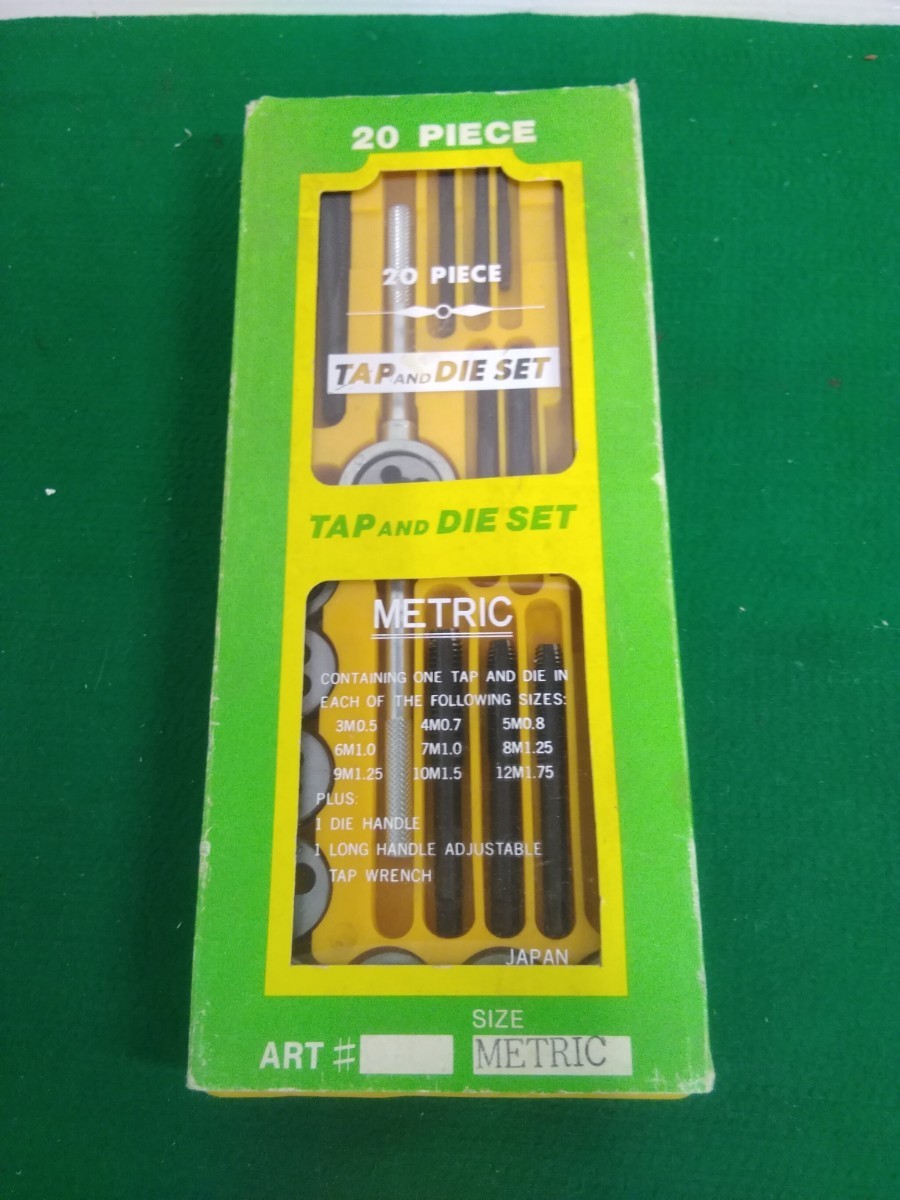 20 PIECE
20 PIECE
TAP AND DIE SET
TAP AND DIE SET
METRIC
CONTAINING ONE TAP AND DIE IN
EACH OF THE FOLLOWING SIZES:
3M0.5 4M0.7 5M0.8
6M1.0 7M1.0 8M1.25
9M1.25 10M1.5 12M1.75
PLUS:
1 DIE HANDLE
1 LONG HANDLE ADJUSTABLE
TAP WRENCH
JAPAN
SIZE
ART # METRIC